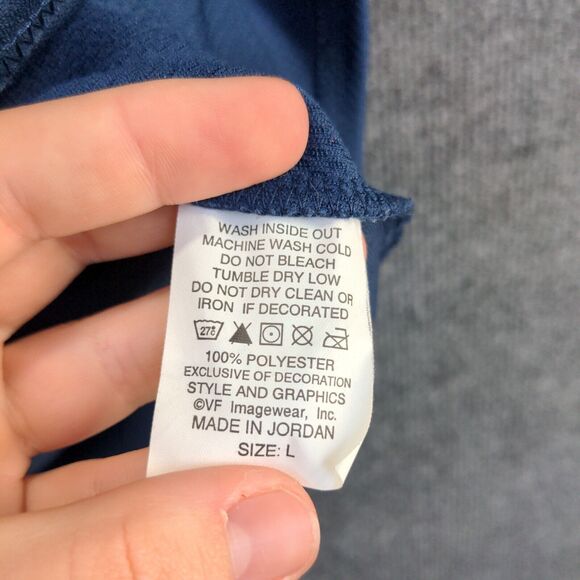 WASH INSIDE OUT
MACHINE WASH COLD
DO NOT BLEACH
TUMBLE DRY LOW
DO NOT DRY CLEAN OR
IRON IF DECORATED
27°C
100% POLYESTER
EXCLUSIVE OF DECORATION
STYLE AND GRAPHICS
©VF Imagewear, Inc.
MADE IN JORDAN
SIZE: L